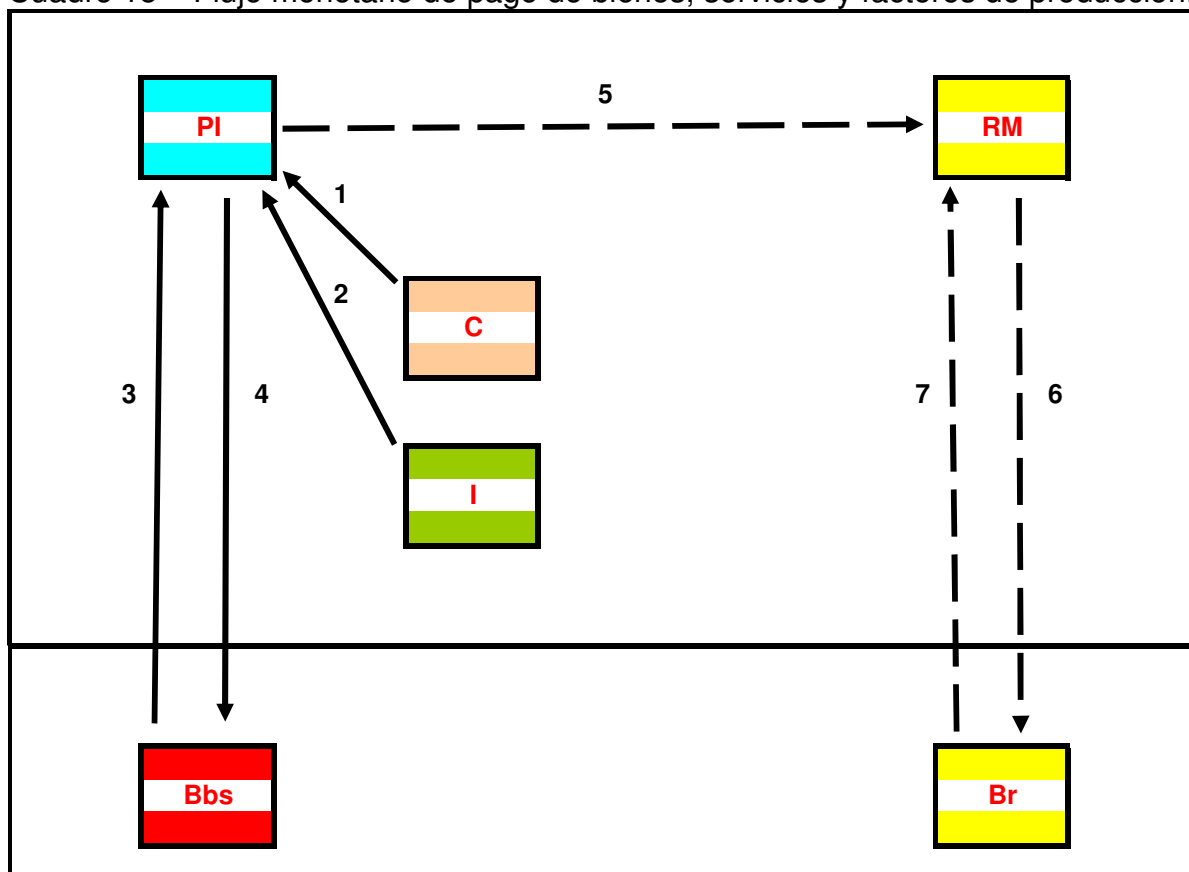 Cuadro 18 – Flujo monetario de pago de bienes, servicios y factores de producción.
5
PI
RM
1
2
C
3
4
7
6
I
Bbs
Br